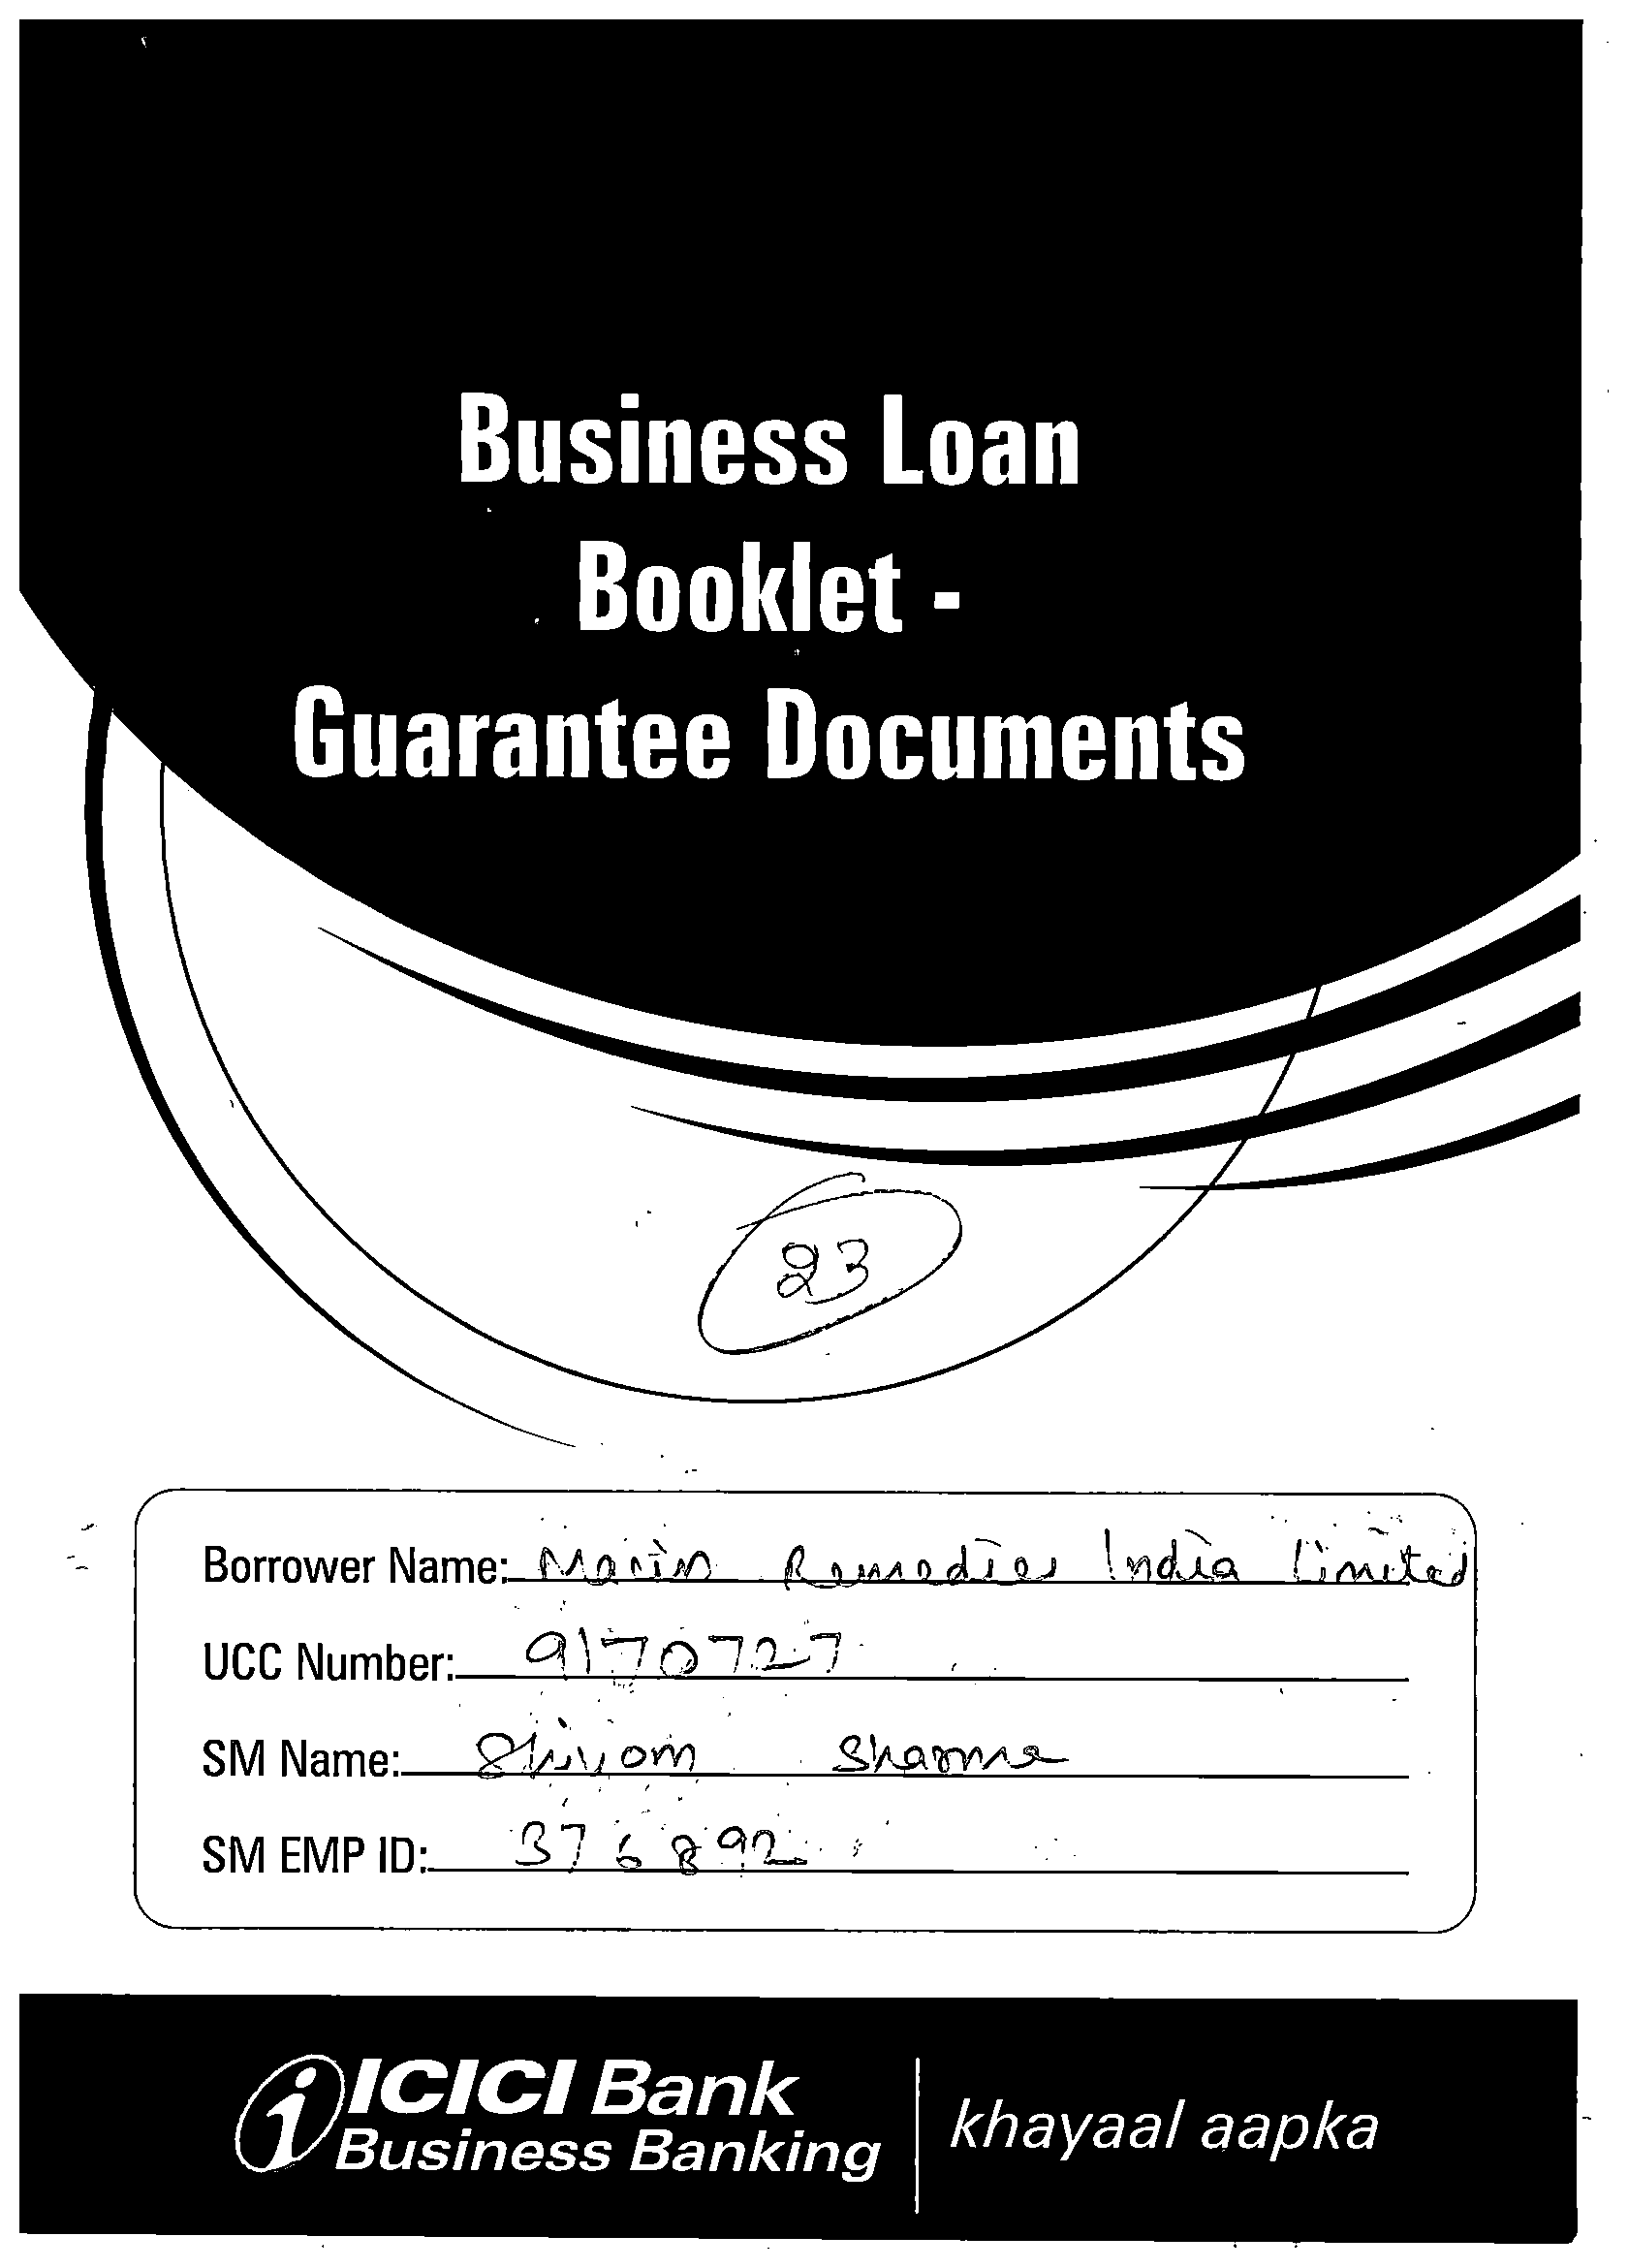 Business Loan
Booklet -
Guarantee Documents
23
Borrower Name: Marin Remedies India Limited
UCC Number: 9170727
SM Name: Shivom Sharma
SM EMP ID: 376892
ICICI Bank
Business Banking
khayaal aapka